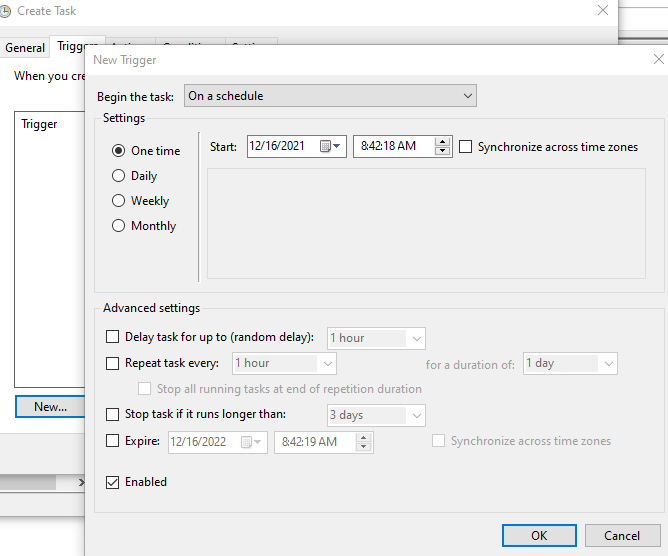 Create Task
General Triggers
New Trigger
When you cre
Begin the task: On a schedule
Settings
Trigger
One time
Start: 12/16/2021 8:42:18 AM Synchronize across time zones
Daily
Weekly
Monthly
Advanced settings
Delay task for up to (random delay): 1 hour
Repeat task every: 1 hour for a duration of: 1 day
Stop all running tasks at end of repetition duration
New...
Stop task if it runs longer than: 3 days
Expire: 12/16/2022 8:42:19 AM Synchronize across time zones
Enabled
OK Cancel